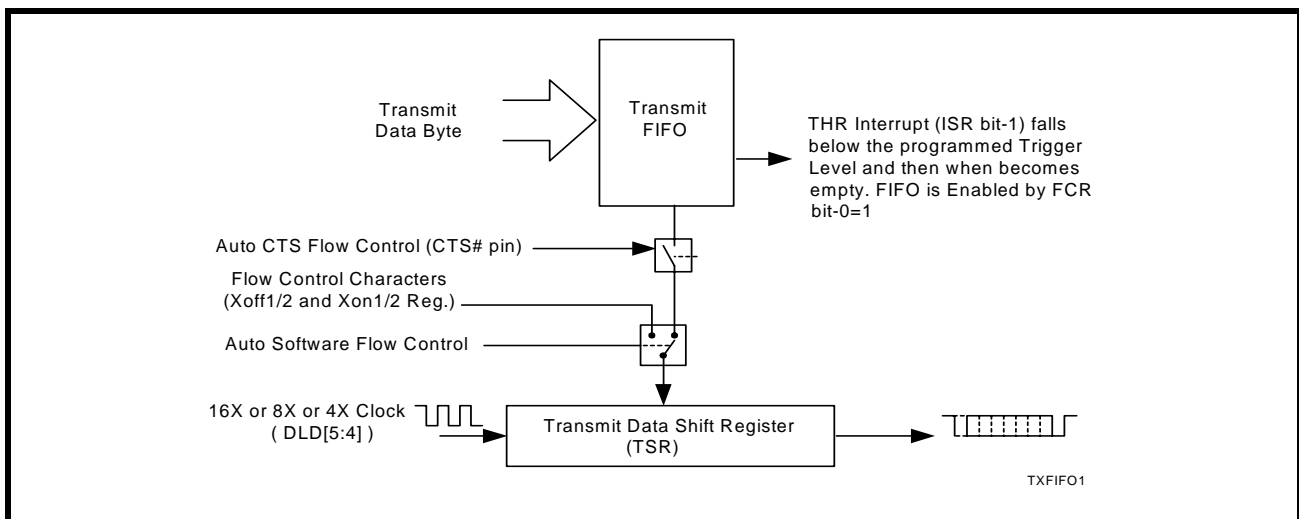 Transmit
Data Byte
Transmit
FIFO
THR Interrupt (ISR bit-1) falls
below the programmed Trigger
Level and then when becomes
empty. FIFO is Enabled by FCR
bit-0=1
Auto CTS Flow Control (CTS# pin)
Flow Control Characters
(Xoff1/2 and Xon1/2 Reg.)
Auto Software Flow Control
16X or 8X or 4X Clock
( DLD[5:4] )
Transmit Data Shift Register
(TSR)
TXFIFO1